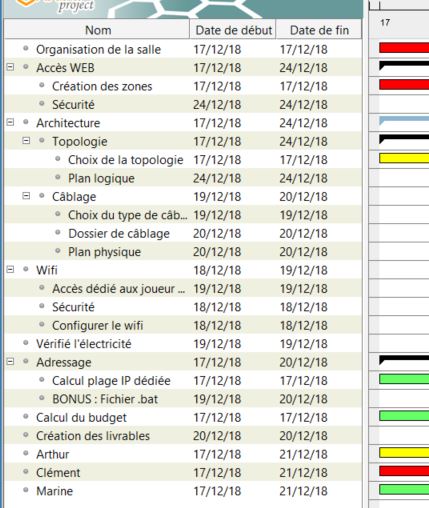 project
17
Nom Date de début Date de fin
Organisation de la salle 17/12/18 17/12/18
Accès WEB 17/12/18 24/12/18
Création des zones 17/12/18 17/12/18
Sécurité 24/12/18 24/12/18
Architecture 17/12/18 24/12/18
Topologie 17/12/18 24/12/18
Choix de la topologie 17/12/18 17/12/18
Plan logique 24/12/18 24/12/18
Câblage 19/12/18 20/12/18
Choix du type de câb... 19/12/18 19/12/18
Dossier de câblage 20/12/18 20/12/18
Plan physique 20/12/18 20/12/18
Wifi 18/12/18 19/12/18
Accès dédié aux joueur ... 19/12/18 19/12/18
Sécurité 18/12/18 18/12/18
Configurer le wifi 18/12/18 18/12/18
Vérifié l'électricité 19/12/18 19/12/18
Adressage 17/12/18 20/12/18
Calcul plage IP dédiée 17/12/18 17/12/18
BONUS : Fichier .bat 19/12/18 20/12/18
Calcul du budget 17/12/18 17/12/18
Création des livrables 20/12/18 20/12/18
Arthur 17/12/18 21/12/18
Clément 17/12/18 21/12/18
Marine 17/12/18 21/12/18